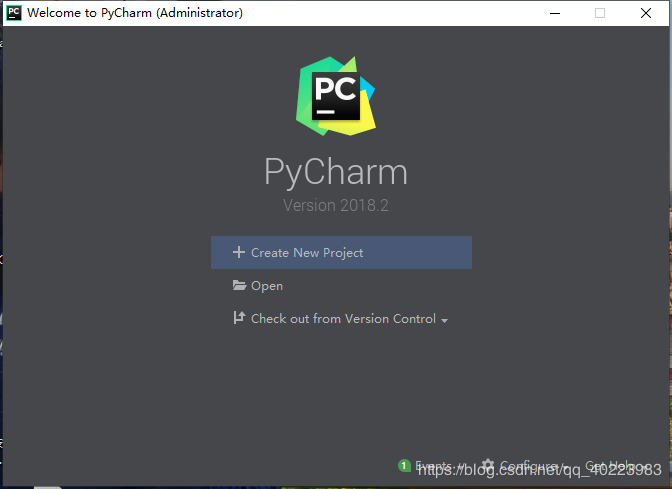 Welcome to PyCharm (Administrator)
PC
PyCharm
Version 2018.2
Create New Project
Open
Check out from Version Control
1 Events Configure Get Help
https://blog.csdn.net/qq_40223983